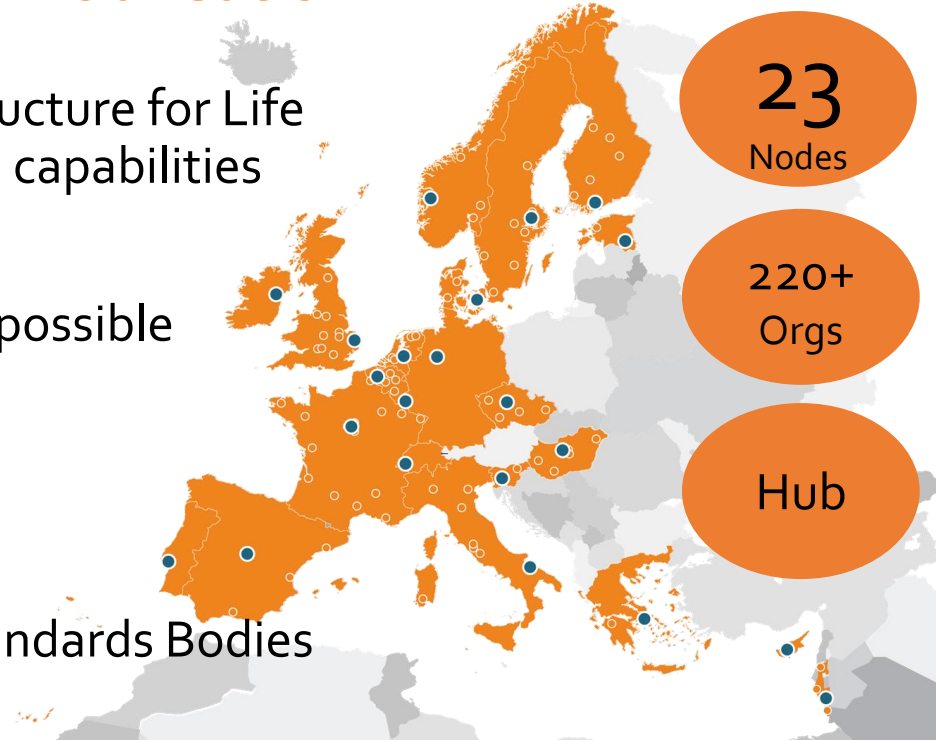 ucture for Life
capabilities
possible
ndards Bodies
23
Nodes
220+
Orgs
Hub